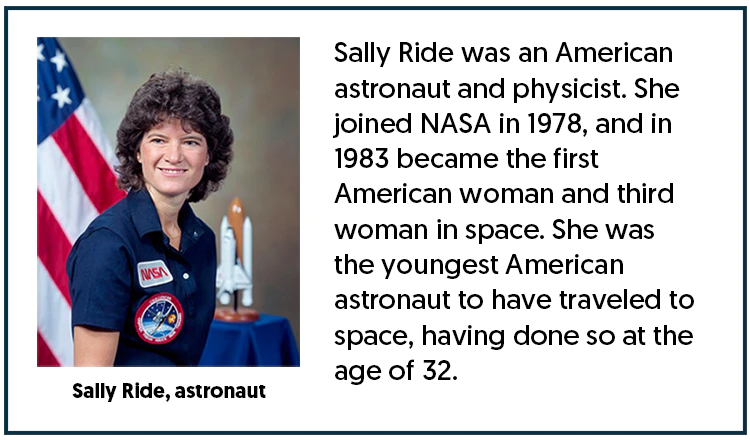 NASA
Sally Ride, astronaut
Sally Ride was an American
astronaut and physicist. She
joined NASA in 1978, and in
1983 became the first
American woman and third
woman in space. She was
the youngest American
astronaut to have traveled to
space, having done so at the
age of 32.